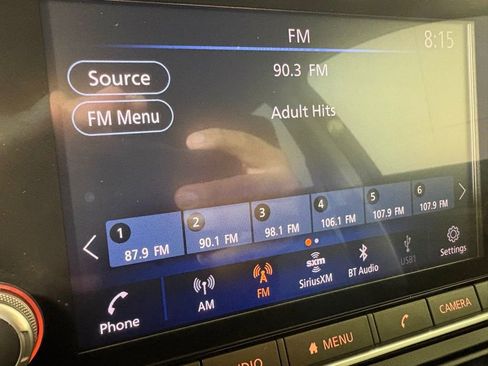 FM
8:15
Source
90.3 FM
FM Menu
Adult Hits
1 2 3 4 5 6
87.9 FM 90.1 FM 98.1 FM 106.1 FM 107.9 FM 107.9 FM
Phone
AM
FM
sxm
SiriusXM
BT Audio
USB1
Settings
MENU
CAMERA